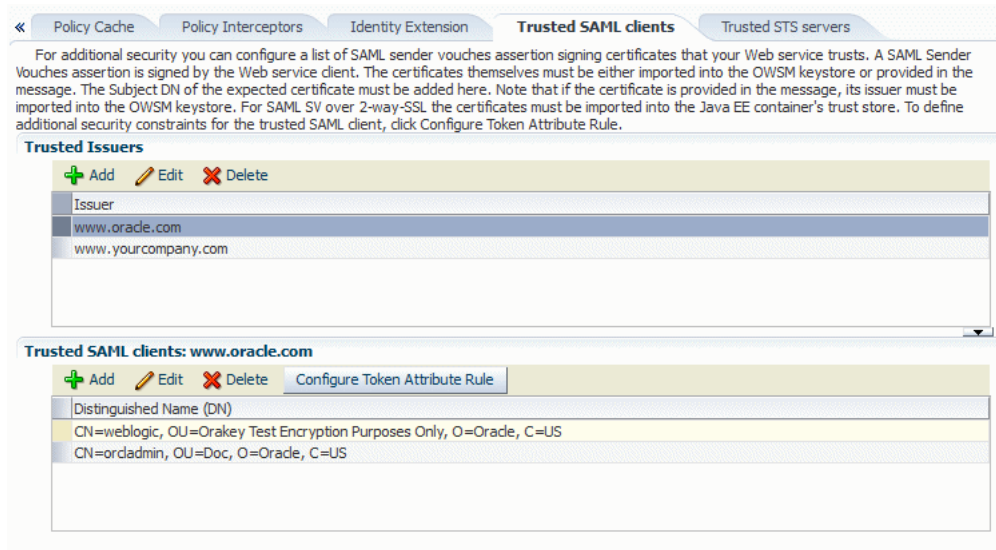 « Policy Cache Policy Interceptors Identity Extension Trusted SAML clients Trusted STS servers
For additional security you can configure a list of SAML sender vouches assertion signing certificates that your Web service trusts. A SAML Sender
Vouches assertion is signed by the Web service client. The certificates themselves must be either imported into the OWSM keystore or provided in the
message. The Subject DN of the expected certificate must be added here. Note that if the certificate is provided in the message, its issuer must be
imported into the OWSM keystore. For SAML SV over 2-way-SSL the certificates must be imported into the Java EE container's trust store. To define
additional security constraints for the trusted SAML client, click Configure Token Attribute Rule.
Trusted Issuers
Add Edit Delete
Issuer
www.oracle.com
www.yourcompany.com
Trusted SAML clients: www.oracle.com
Add Edit Delete Configure Token Attribute Rule
Distinguished Name (DN)
CN=weblogic, OU=Orakey Test Encryption Purposes Only, O=Oracle, C=US
CN=orcladmin, OU=Doc, O=Oracle, C=US